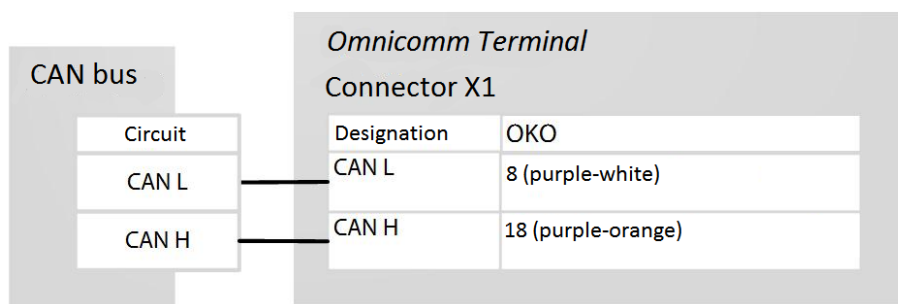 CAN bus
Circuit
CAN L
CAN H
Omnicomm Terminal
Connector X1
Designation OKO
CAN L 8 (purple-white)
CAN H 18 (purple-orange)